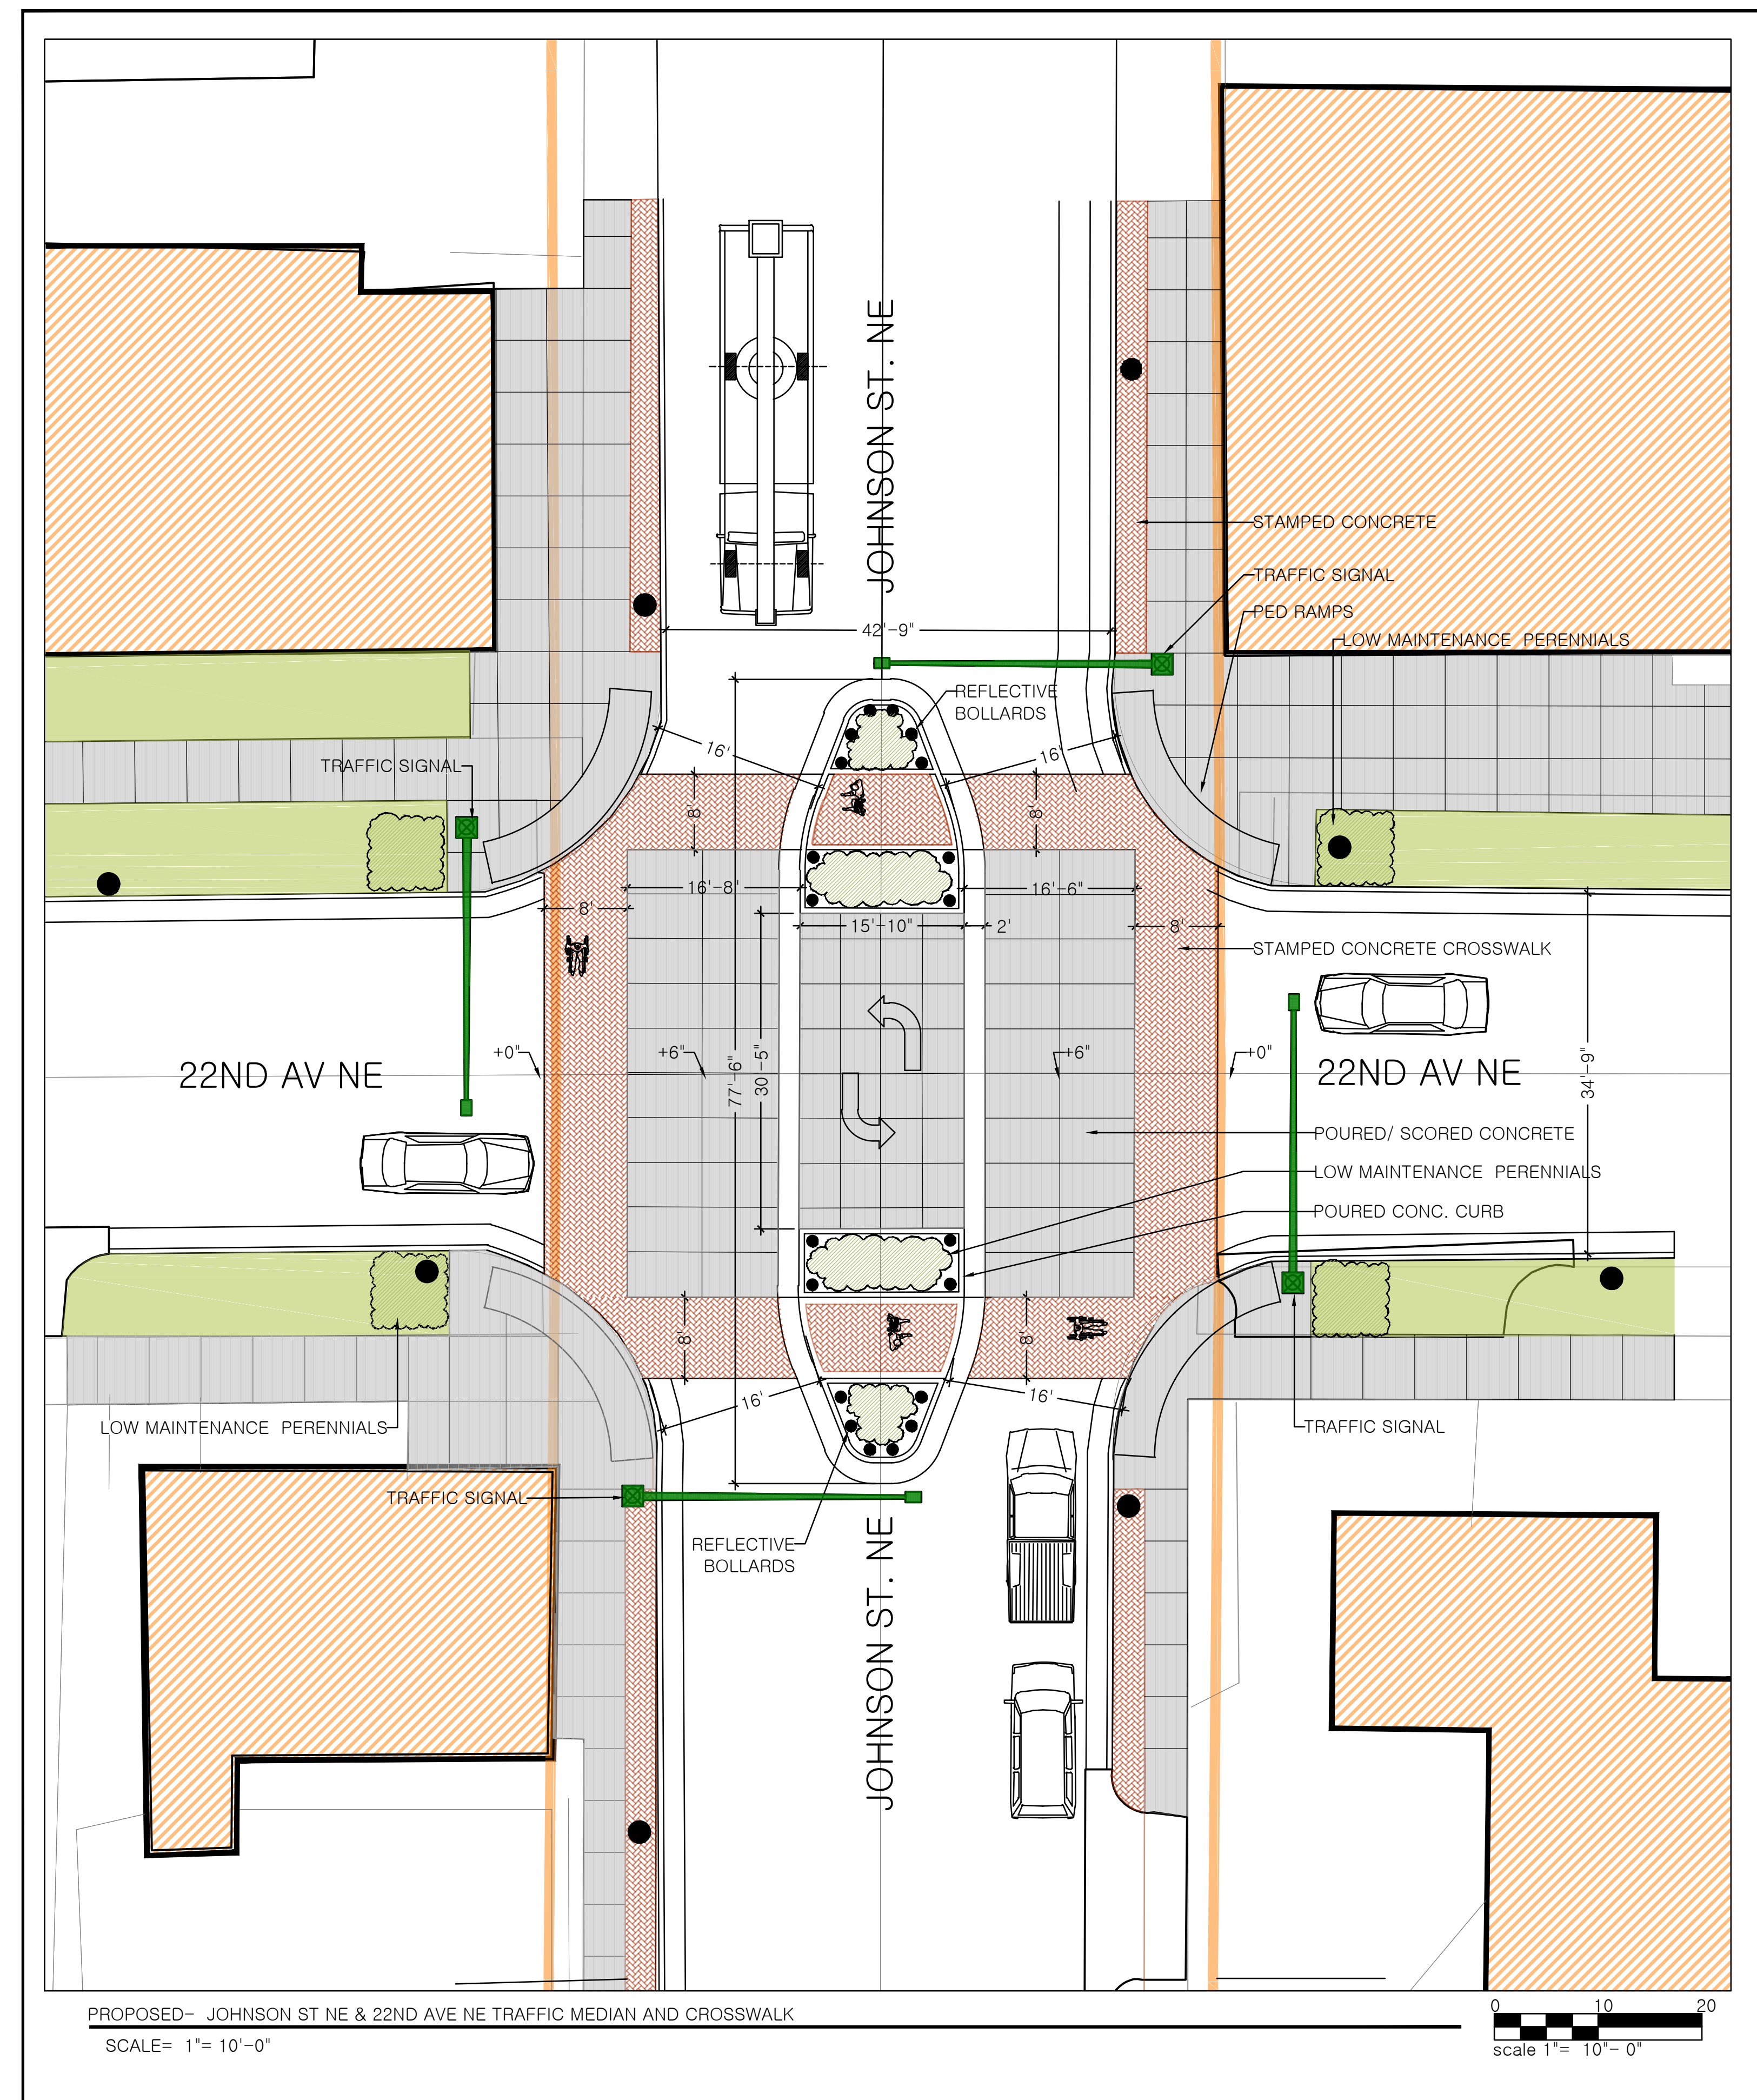 JOHNSON ST. NE
STAMPED CONCRETE
TRAFFIC SIGNAL
PED RAMPS
42'-9"
LOW MAINTENANCE PERENNIALS
REFLECTIVE
BOLLARDS
16'
16'
TRAFFIC SIGNAL
8'
8'
16'-8'
16'-6"
8'
15'-10"
2'
8'
STAMPED CONCRETE CROSSWALK
+0"
+6"
77'-6"
30'-5"
+6"
+0"
34'-9"
22ND AV NE
22ND AV NE
POURED/ SCORED CONCRETE
LOW MAINTENANCE PERENNIALS
POURED CONC. CURB
8'
8'
16'
16'
LOW MAINTENANCE PERENNIALS
TRAFFIC SIGNAL
TRAFFIC SIGNAL
REFLECTIVE
BOLLARDS
JOHNSON ST. NE
PROPOSED- JOHNSON ST NE & 22ND AVE NE TRAFFIC MEDIAN AND CROSSWALK
SCALE= 1"= 10'-0"
0 10 20
scale 1"= 10"- 0"